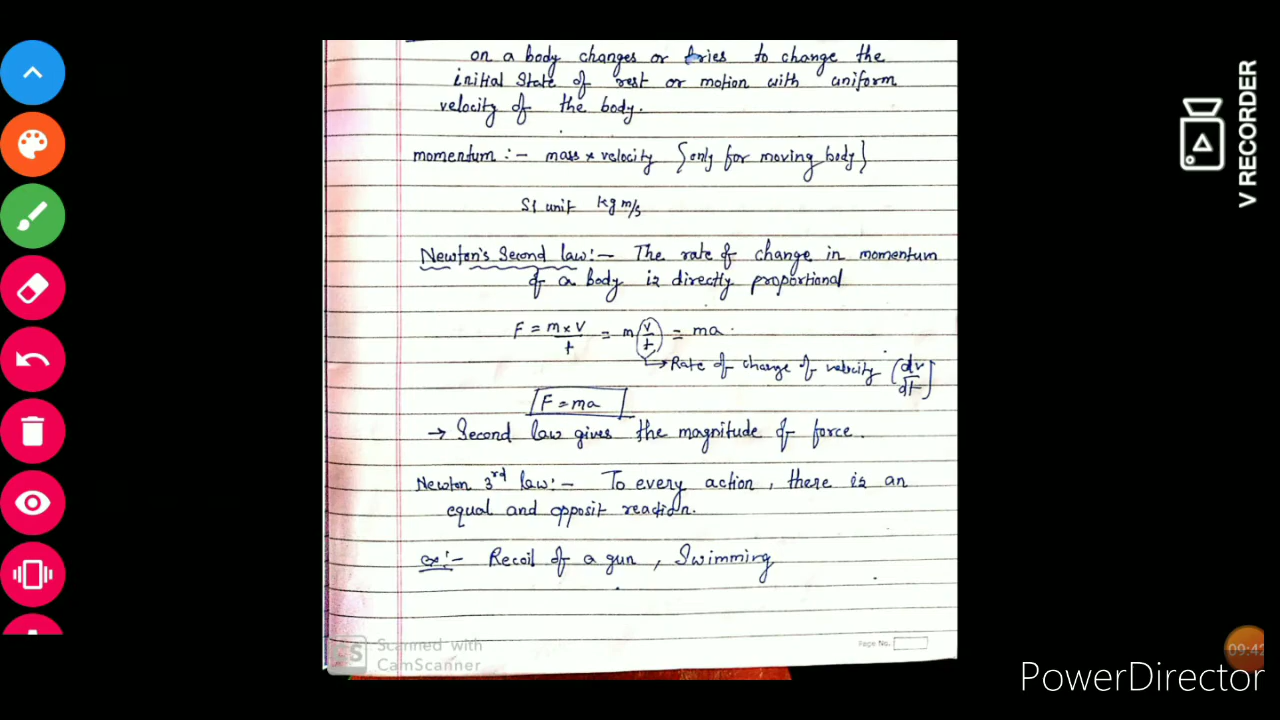 on a body changes or tries to change the
initial state of rest or motion with uniform
velocity of the body.
momentum :- mass × velocity {only for moving body}
SI unit kg m/s
Newton's Second law:- The rate of change in momentum
of a body is directly proportional
F = m×v/t = m(v/t) = ma.
→ Rate of change of velocity (dv/dt)
F = ma
→ Second law gives the magnitude of force.
Newton 3rd law:- To every action, there is an
equal and opposit reaction.
ex:- Recoil of a gun, Swimming
CS Scanned with
CamScanner
Page No.
V RECORDER
09:42
PowerDirector